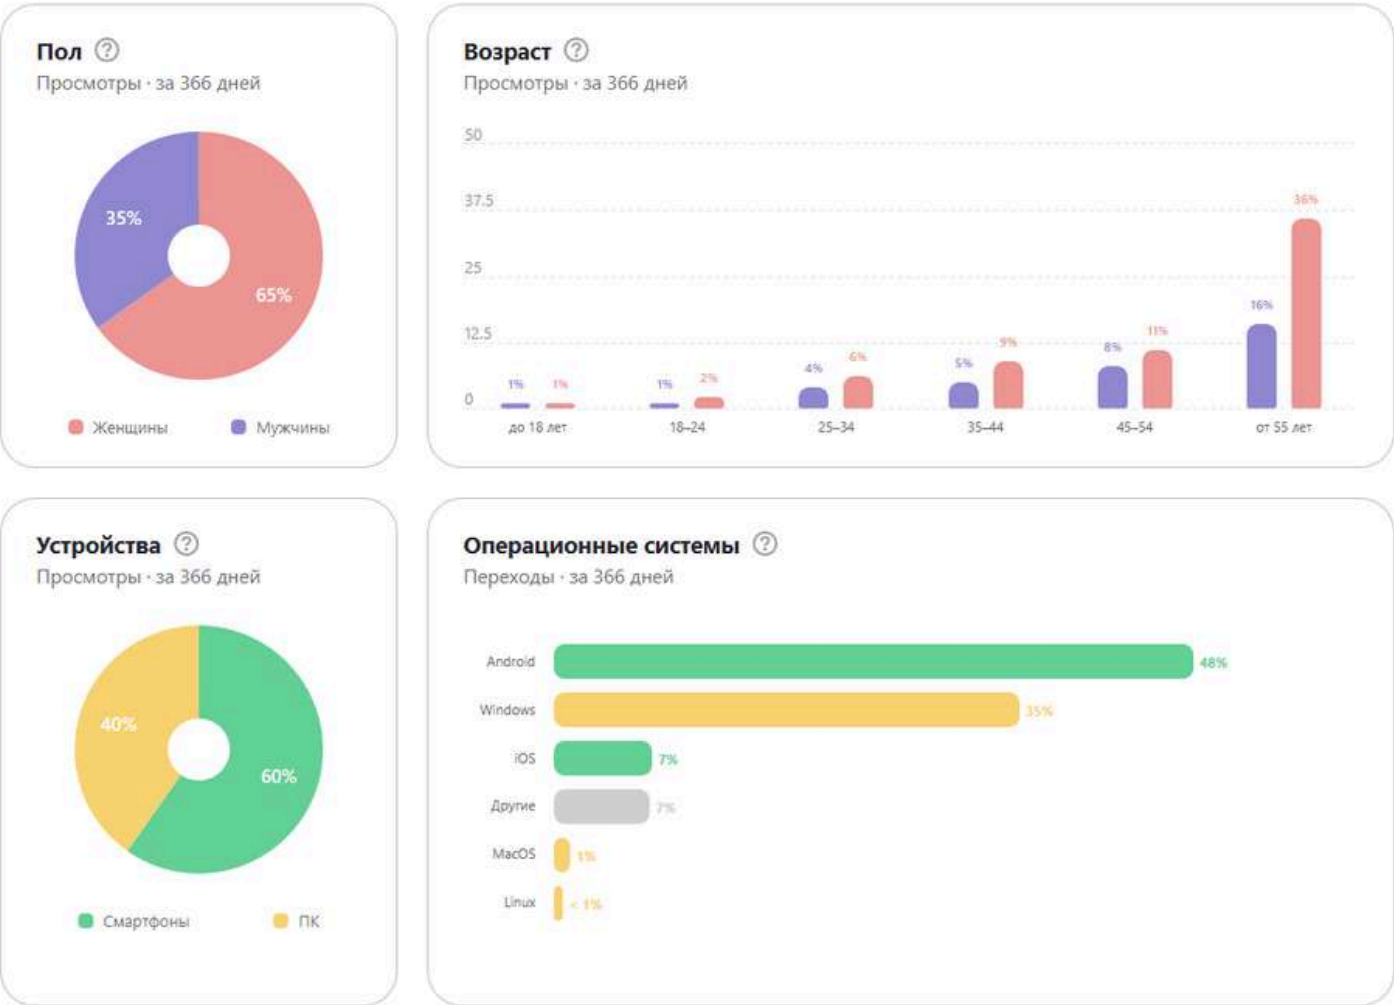 Пол
Просмотры · за 366 дней
35%
65%
Женщины
Мужчины
Возраст
Просмотры · за 366 дней
50
37.5
25
12.5
0
1% 1% 1% 2% 4% 6% 5% 9% 8% 11% 16% 36%
до 18 лет 18–24 25–34 35–44 45–54 от 55 лет
Устройства
Просмотры · за 366 дней
40%
60%
Смартфоны
ПК
Операционные системы
Переходы · за 366 дней
Android 48%
Windows 35%
iOS 7%
Другие 7%
MacOS 1%
Linux < 1%